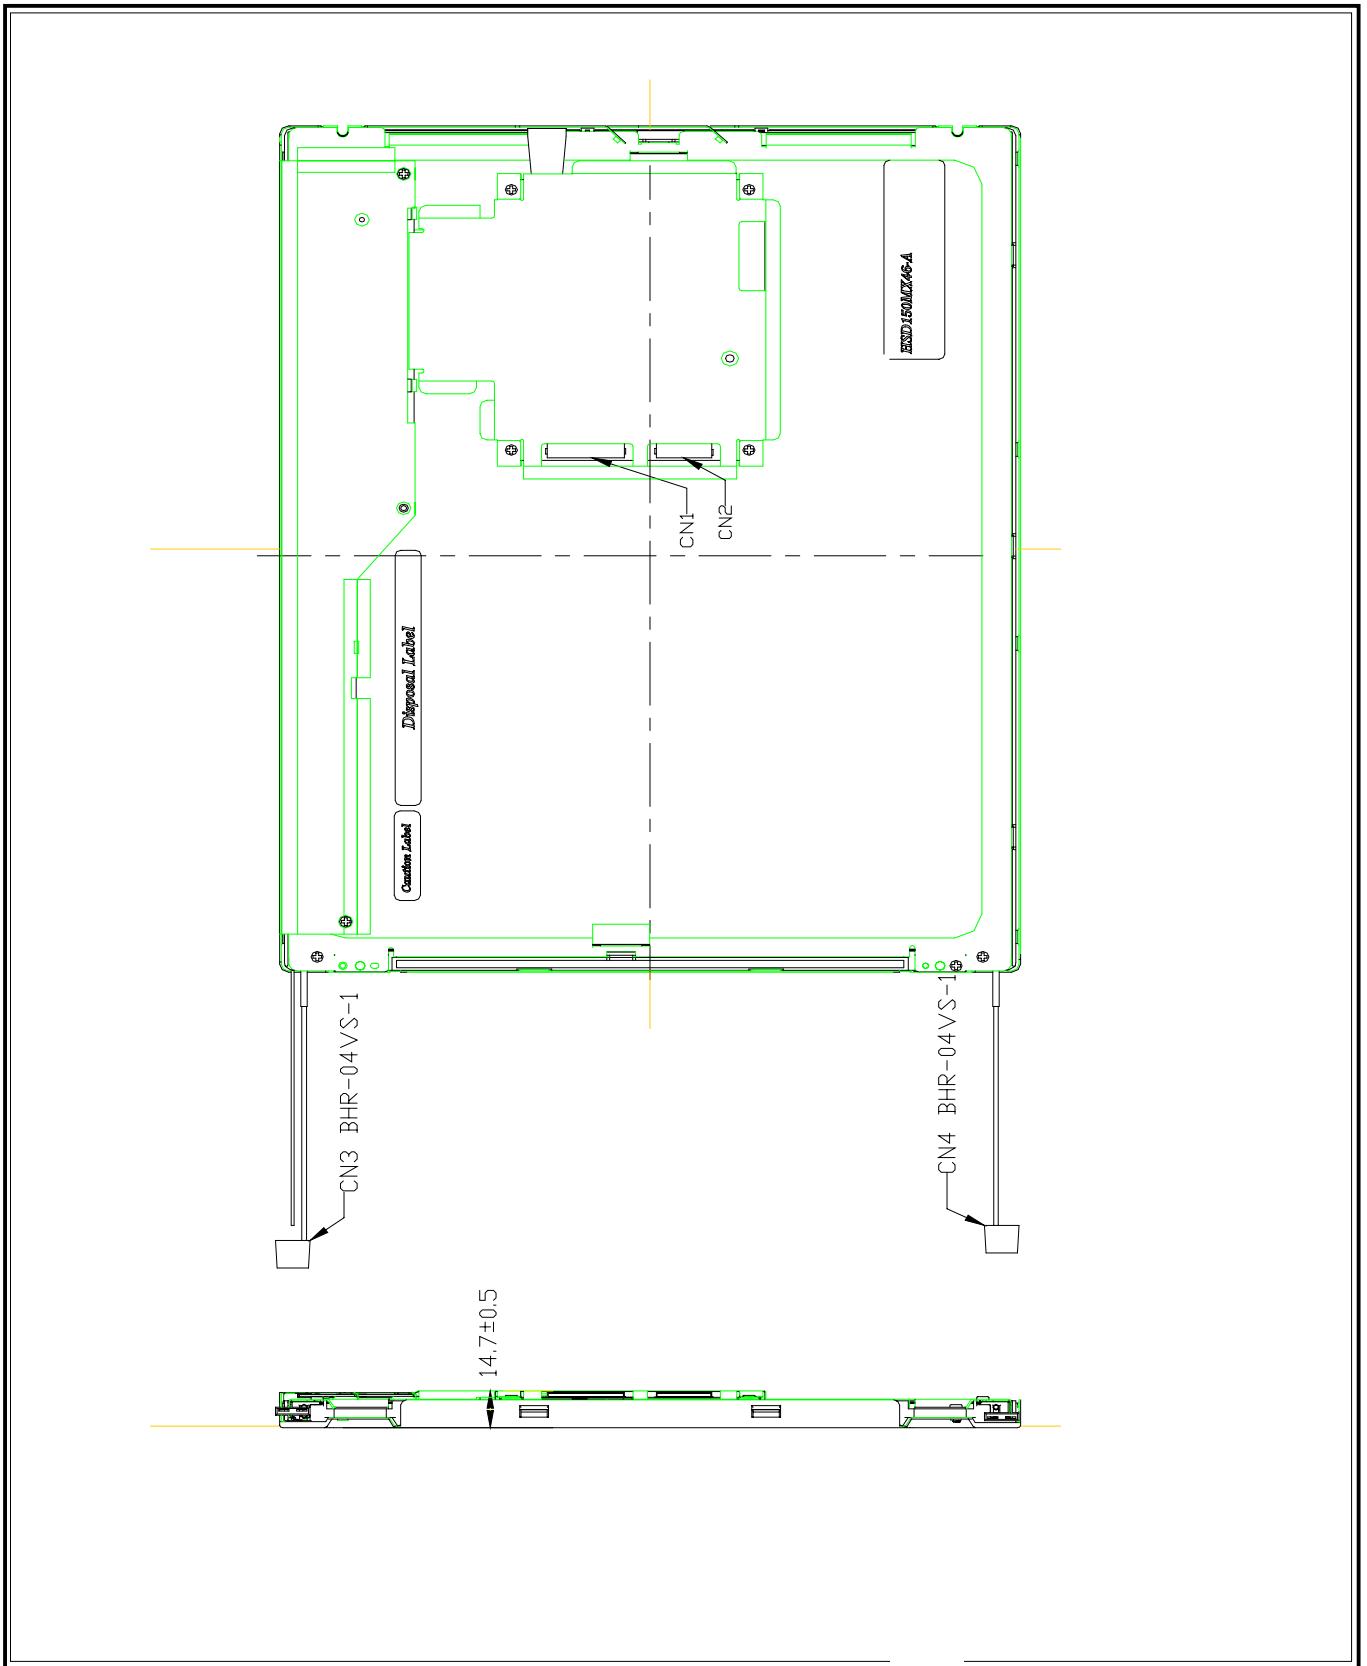 HSD150MX46-A
CN1
CN2
Disposal Label
Caution Label
CN3 BHR-04VS-1
CN4 BHR-04VS-1
14.7±0.5